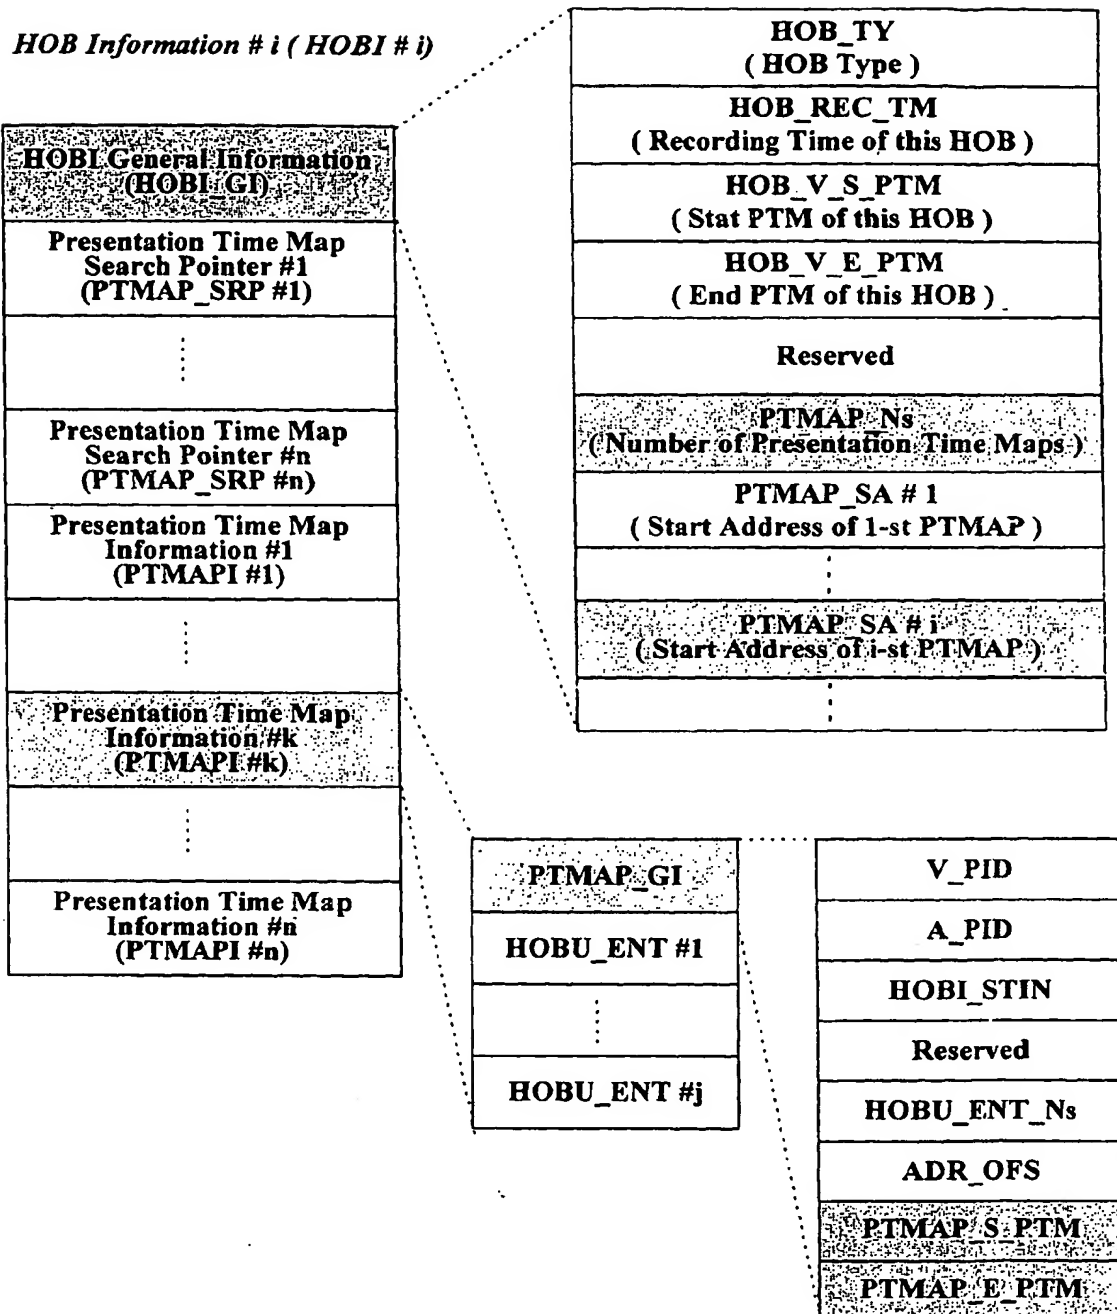 HOB Information # i ( HOBI # i)
HOBI General Information
(HOBI_GI)
Presentation Time Map
Search Pointer #1
(PTMAP_SRP #1)
Presentation Time Map
Search Pointer #n
(PTMAP_SRP #n)
Presentation Time Map
Information #1
(PTMAPI #1)
Presentation Time Map
Information #k
(PTMAPI #k)
Presentation Time Map
Information #n
(PTMAPI #n)
HOB_TY
( HOB Type )
HOB_REC_TM
( Recording Time of this HOB )
HOB_V_S_PTM
( Stat PTM of this HOB )
HOB_V_E_PTM
( End PTM of this HOB )
Reserved
PTMAP_Ns
( Number of Presentation Time Maps )
PTMAP_SA # 1
( Start Address of 1-st PTMAP )
PTMAP_SA # i
( Start Address of i-st PTMAP )
PTMAP_GI
HOBU_ENT #1
HOBU_ENT #j
V_PID
A_PID
HOBI_STIN
Reserved
HOBU_ENT_Ns
ADR_OFS
PTMAP_S_PTM
PTMAP_E_PTM